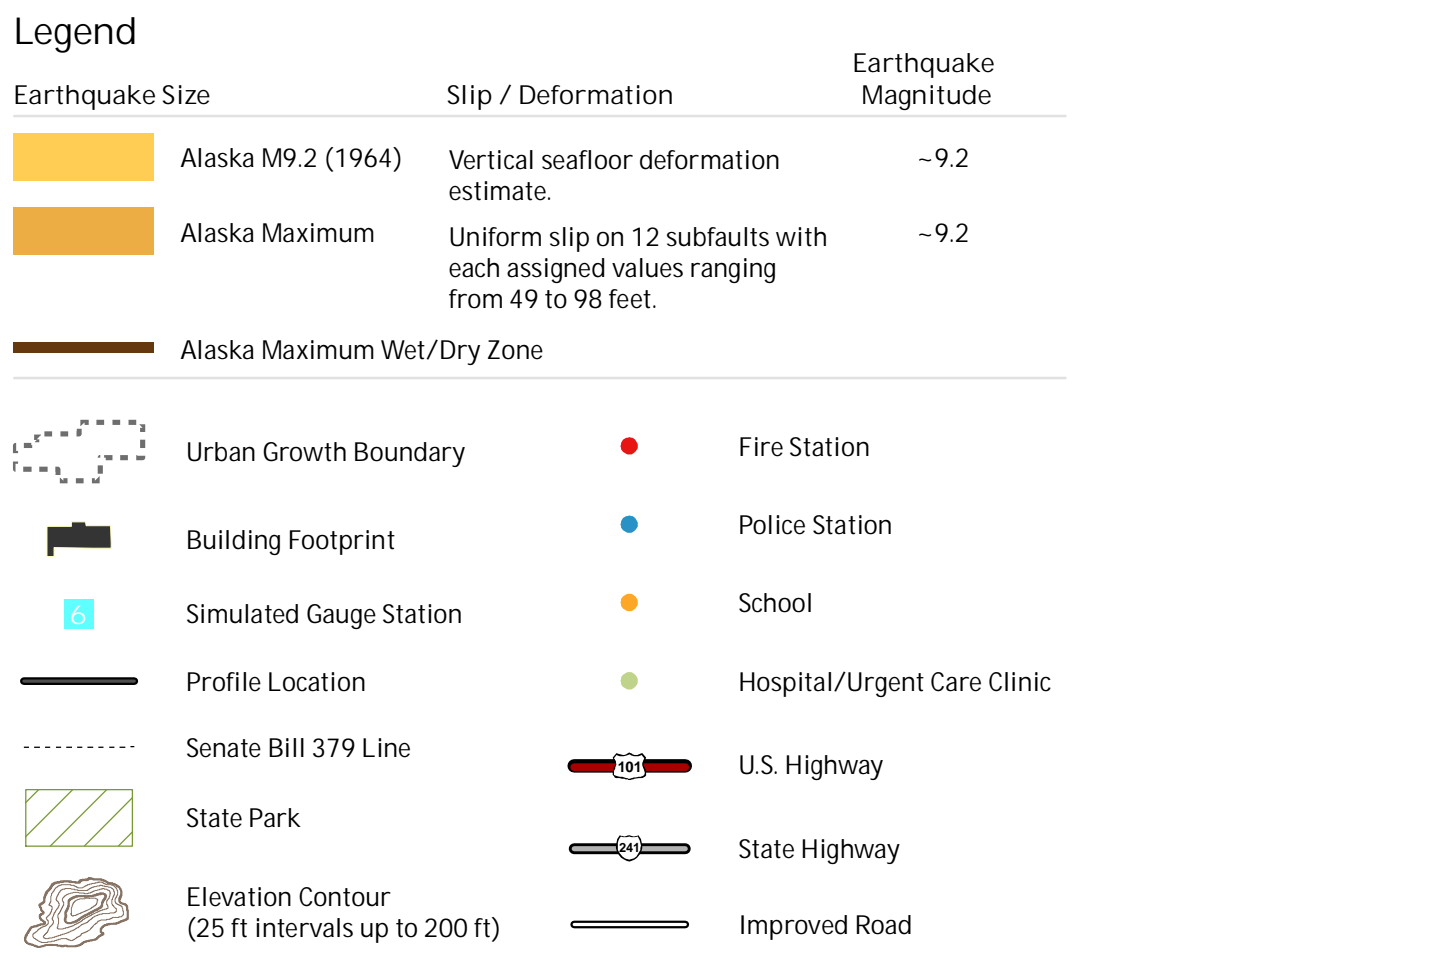 Legend
Earthquake Size
Slip / Deformation
Earthquake
Magnitude
Alaska M9.2 (1964)
Vertical seafloor deformation
estimate.
~9.2
Alaska Maximum
Uniform slip on 12 subfaults with
each assigned values ranging
from 49 to 98 feet.
~9.2
Alaska Maximum Wet/Dry Zone
Urban Growth Boundary
Fire Station
Building Footprint
Police Station
6
Simulated Gauge Station
School
Profile Location
Hospital/Urgent Care Clinic
Senate Bill 379 Line
101
U.S. Highway
State Park
241
State Highway
Elevation Contour
(25 ft intervals up to 200 ft)
Improved Road